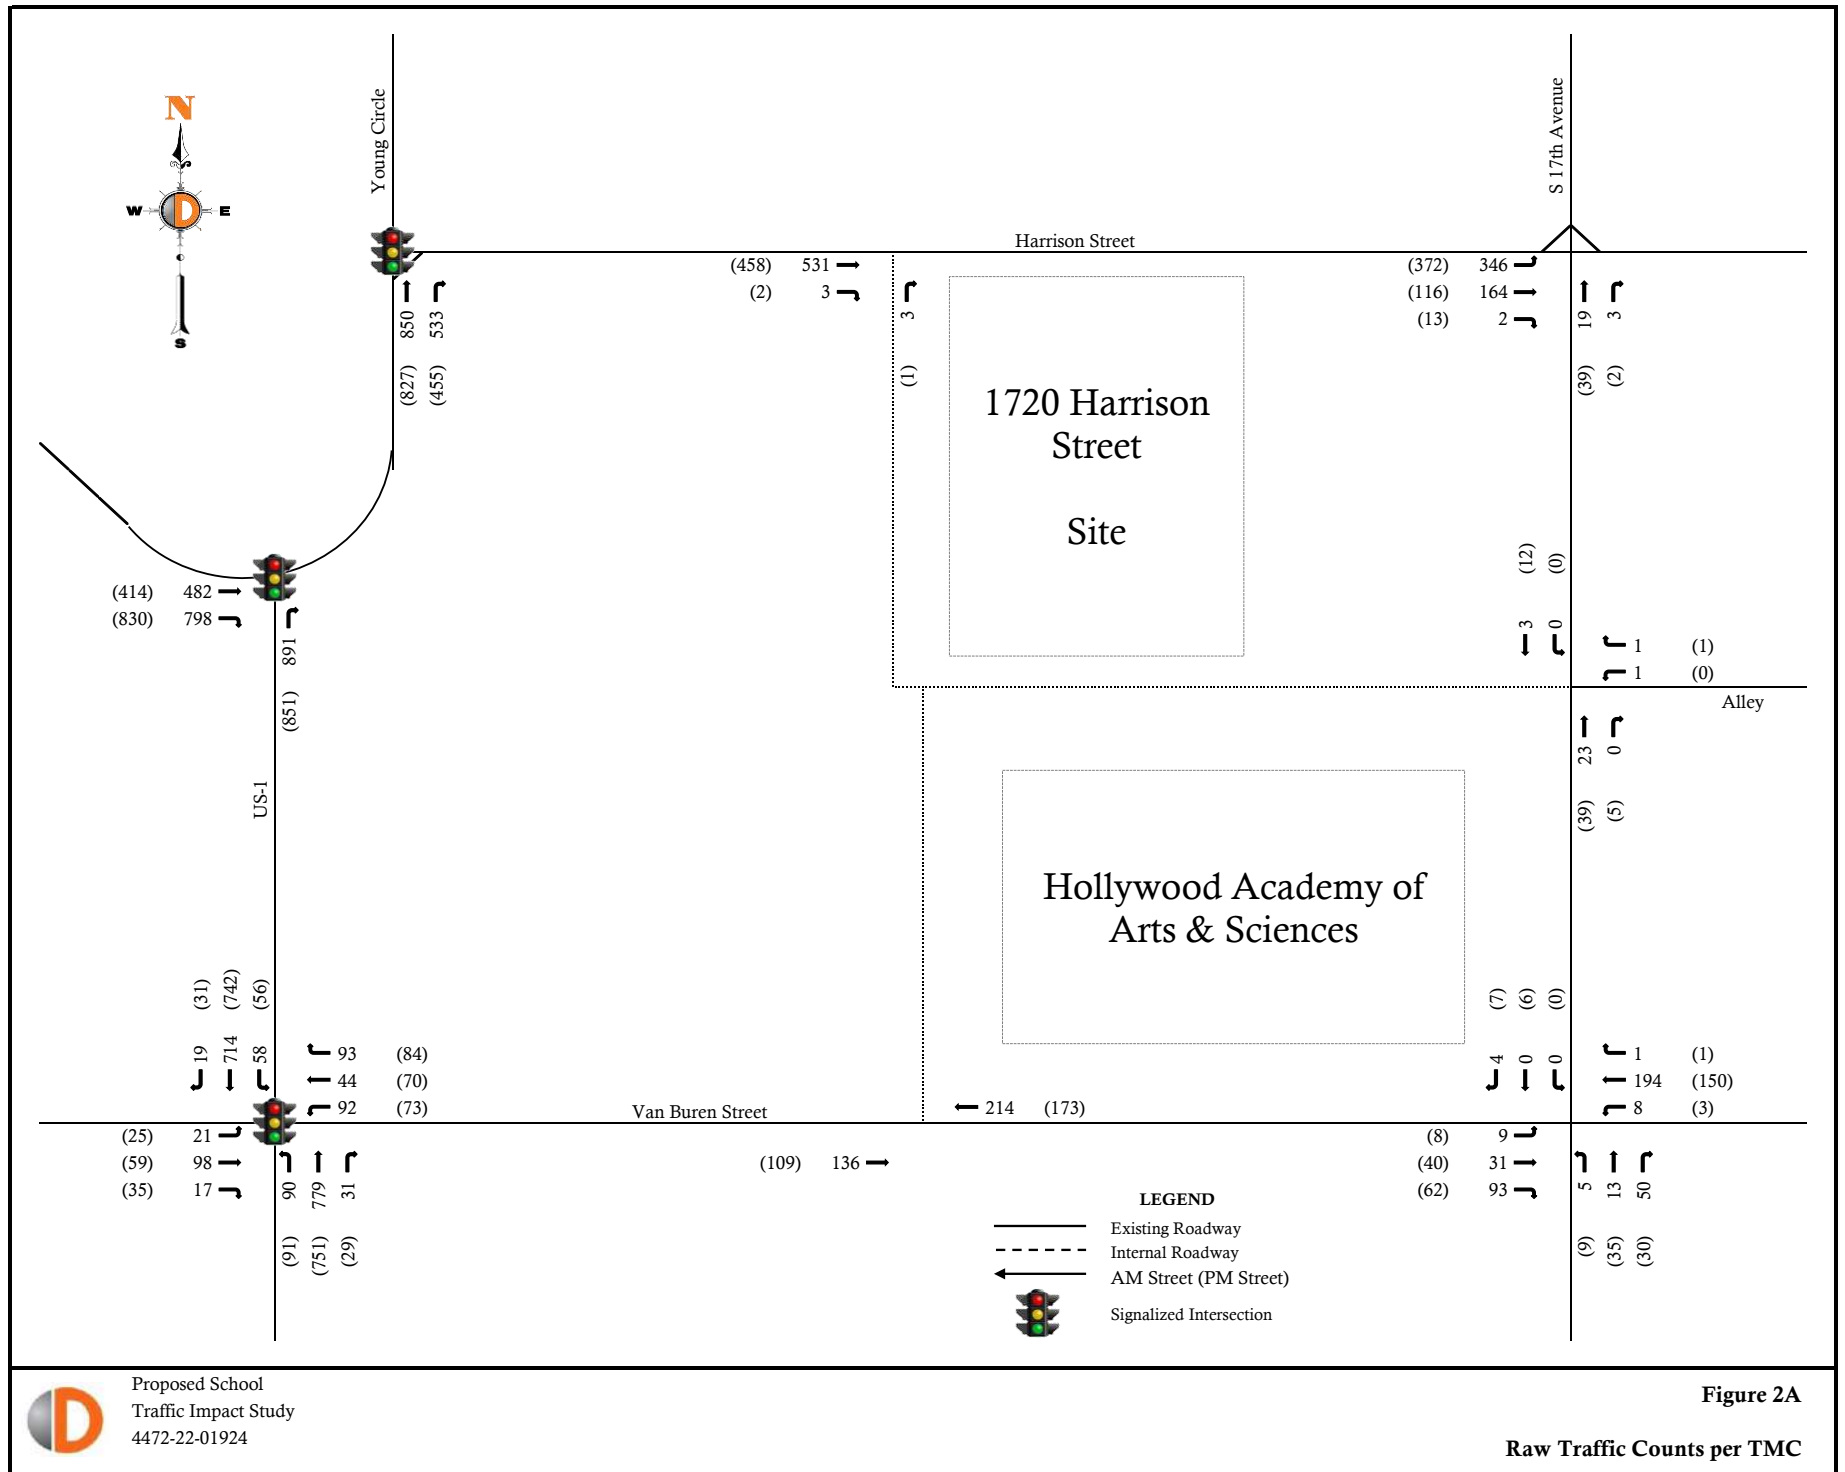 N
W
E
S
Young Circle
S 17th Avenue
Harrison Street
(458) 531
(2) 3
850 533
(827) (455)
3
(1)
(372) 346
(116) 164
(13) 2
19 3
(39) (2)
1720 Harrison
Street
Site
(414) 482
(830) 798
891
(851)
(12) (0)
3 0
1 (1)
1 (0)
Alley
23 0
(39) (5)
US-1
Hollywood Academy of
Arts & Sciences
(31) (742) (56)
19 714 58
93 (84)
44 (70)
92 (73)
Van Buren Street
214 (173)
(7) (6) (0)
4 0 0
1 (1)
194 (150)
8 (3)
(25) 21
(59) 98
(35) 17
90 779 31
(91) (751) (29)
(109) 136
(8) 9
(40) 31
(62) 93
5 13 50
(9) (35) (30)
LEGEND
Existing Roadway
Internal Roadway
AM Street (PM Street)
Signalized Intersection
Proposed School
Traffic Impact Study
4472-22-01924
Figure 2A
Raw Traffic Counts per TMC